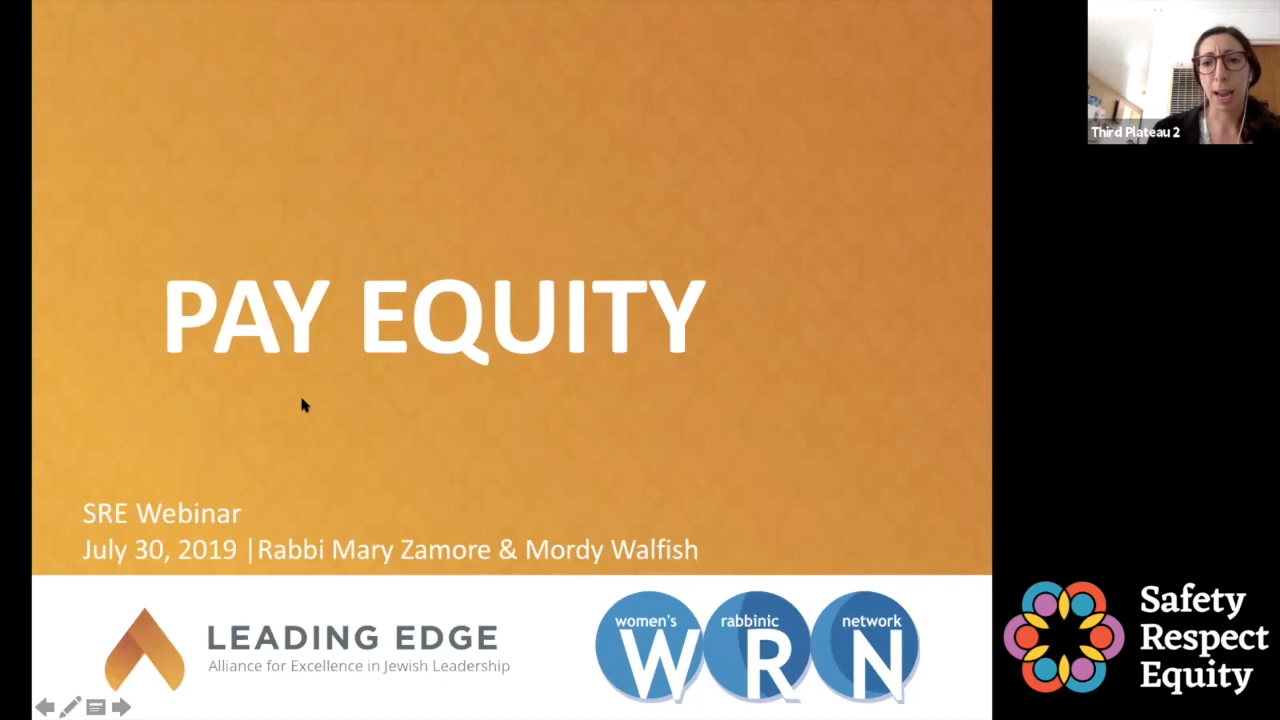 Third Plateau 2
PAY EQUITY
SRE Webinar
July 30, 2019 |Rabbi Mary Zamore & Mordy Walfish
LEADING EDGE
Alliance for Excellence in Jewish Leadership
women's rabbinic network
WRN
Safety
Respect
Equity